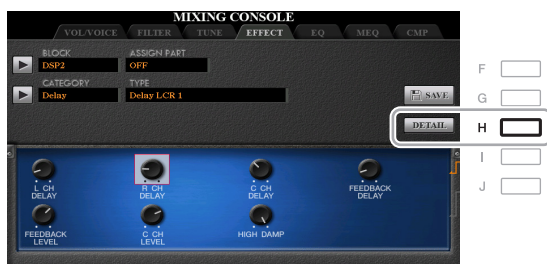 MIXING CONSOLE
VOL/VOICE FILTER TUNE EFFECT EQ MEQ CMP
BLOCK ASSIGN PART
DSP2 OFF
CATEGORY TYPE
Delay Delay LCR 1
SAVE
DETAIL
F
G
H
I
J
L CH DELAY
R CH DELAY
C CH DELAY
FEEDBACK DELAY
FEEDBACK LEVEL
C CH LEVEL
HIGH DAMP